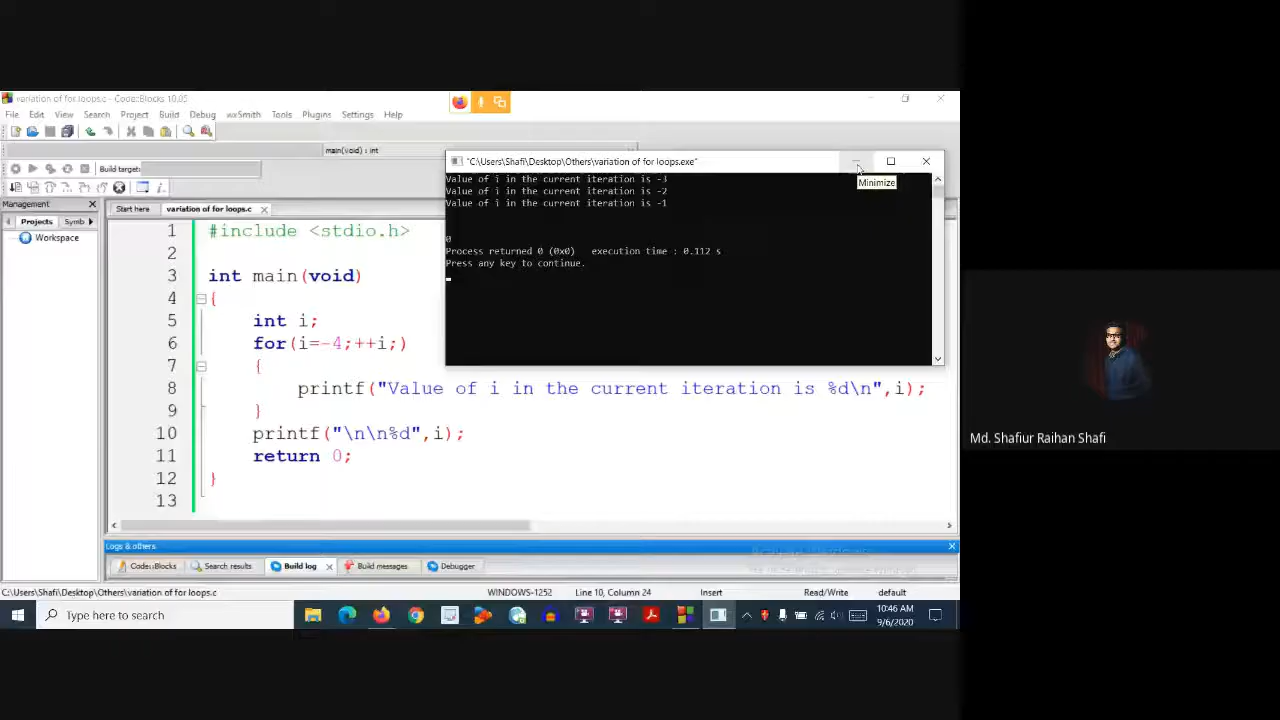 variation of for loops.c - Code::Blocks 10.05
File Edit View Search Project Build Debug wxSmith Tools Plugins Settings Help
main(void) : int
Build target:
"C:\Users\Shafi\Desktop\Others\variation of for loops.exe"
Minimize
Value of i in the current iteration is -3
Value of i in the current iteration is -2
Value of i in the current iteration is -1
0
Process returned 0 (0x0)   execution time : 0.112 s
Press any key to continue.
Management
Projects Symb
Workspace
Start here variation of for loops.c
1 #include <stdio.h>
2
3 int main(void)
4 {
5 int i;
6 for(i=-4;++i;)
7 {
8 printf("Value of i in the current iteration is %d\n",i);
9 }
10 printf("\n\n%d",i);
11 return 0;
12 }
13
Md. Shafiur Raihan Shafi
Logs & others
Code::Blocks Search results Build log Build messages Debugger
C:\Users\Shafi\Desktop\Others\variation of for loops.c WINDOWS-1252 Line 10, Column 24 Insert Read/Write default
Type here to search
10:46 AM
9/6/2020